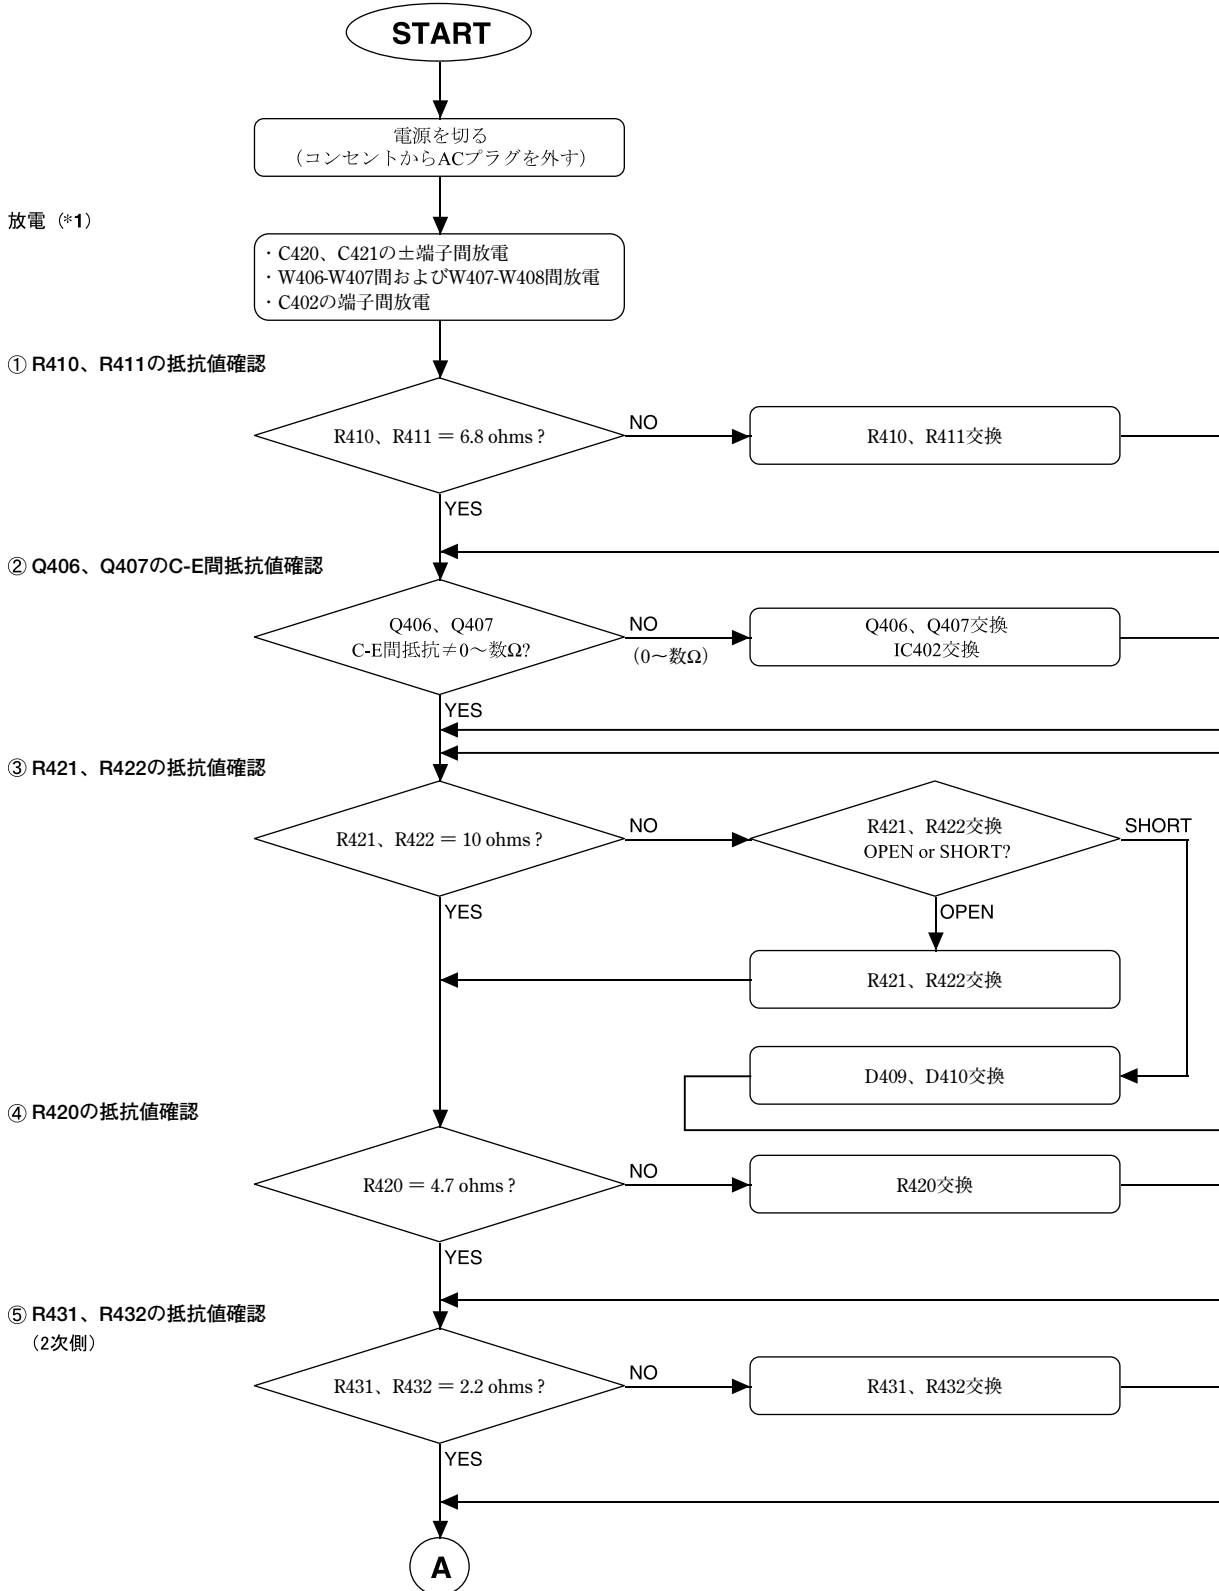 START
電源を切る
（コンセントからACプラグを外す）
放電（*1）
・C420、C421の±端子間放電
・W406-W407間およびW407-W408間放電
・C402の端子間放電
① R410、R411の抵抗値確認
R410、R411 = 6.8 ohms ?
NO
R410、R411交換
YES
② Q406、Q407のC-E間抵抗値確認
Q406、Q407
C-E間抵抗≠0～数Ω?
NO
（0～数Ω）
Q406、Q407交換
IC402交換
YES
③ R421、R422の抵抗値確認
R421、R422 = 10 ohms ?
NO
R421、R422交換
OPEN or SHORT?
SHORT
YES
OPEN
R421、R422交換
D409、D410交換
④ R420の抵抗値確認
R420 = 4.7 ohms ?
NO
R420交換
YES
⑤ R431、R432の抵抗値確認
（2次側）
R431、R432 = 2.2 ohms ?
NO
R431、R432交換
YES
A